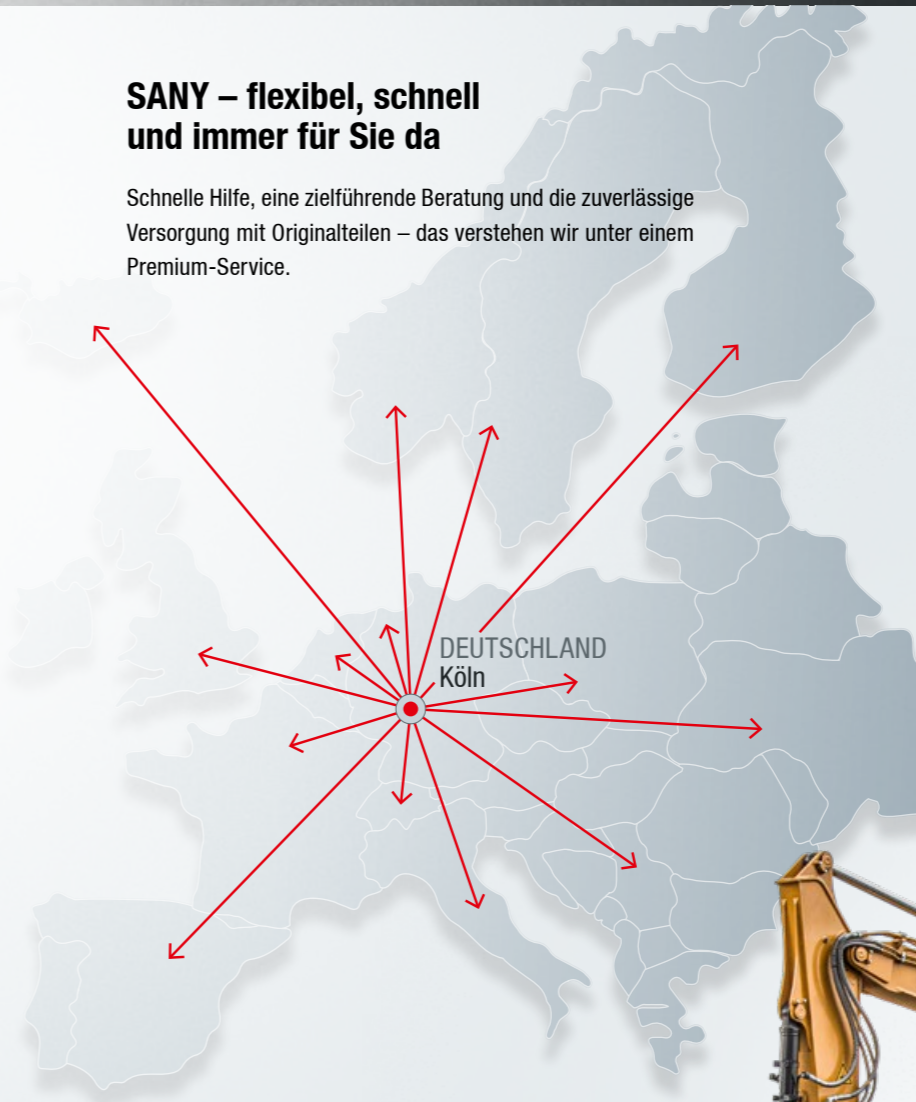 SANY – flexibel, schnell
und immer für Sie da
Schnelle Hilfe, eine zielführende Beratung und die zuverlässige
Versorgung mit Originalteilen – das verstehen wir unter einem
Premium-Service.
DEUTSCHLAND
Köln